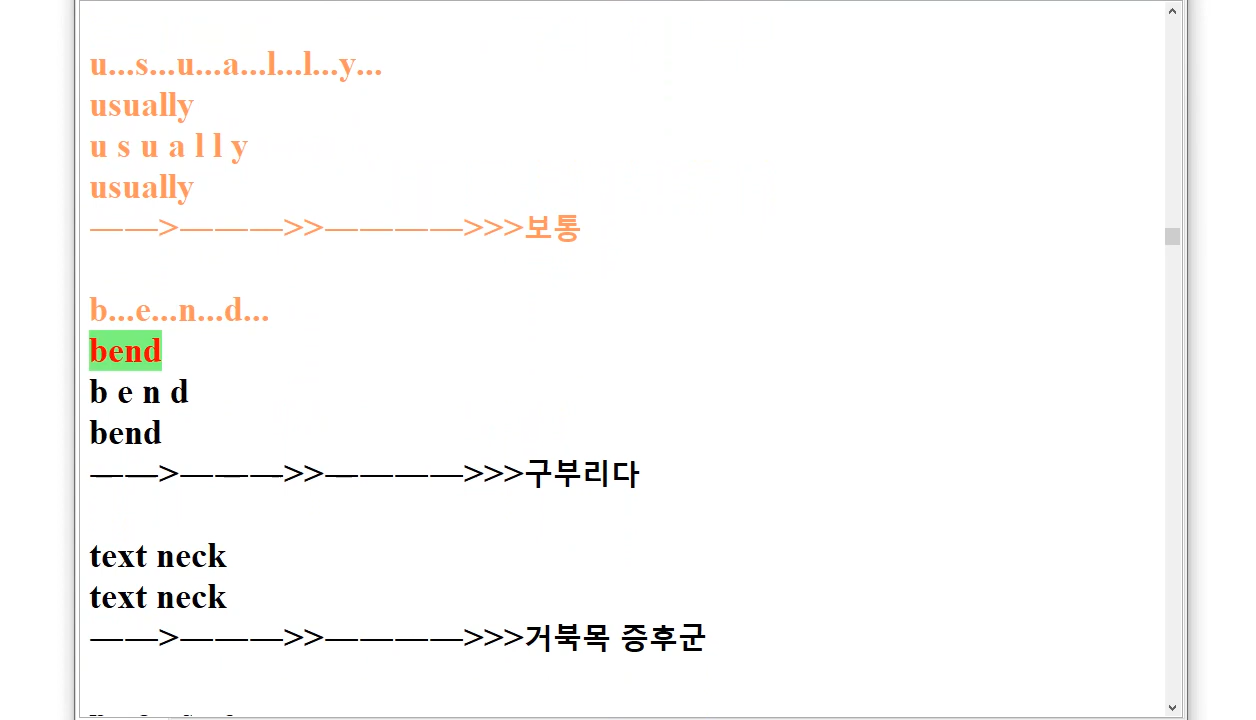 u...s...u...a...l...l...y...
usually
u s u a l l y
usually
——>———>>————>>>보통
b...e...n...d...
bend
b e n d
bend
——>———>>————>>>구부리다
text neck
text neck
——>———>>————>>>거북목 증후군